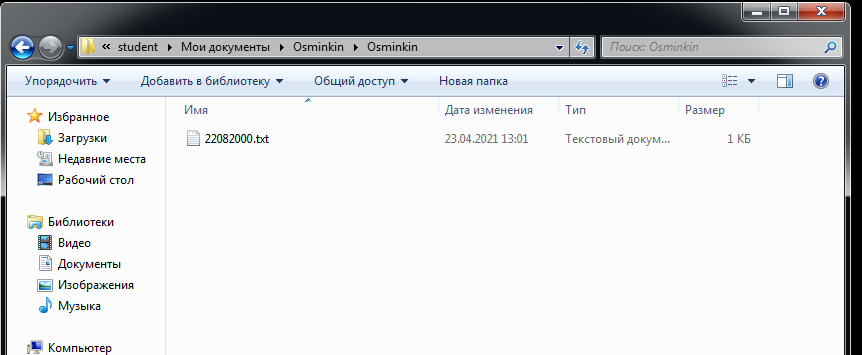 « student ▸ Мои документы ▸ Osminkin ▸ Osminkin
Поиск: Osminkin
Упорядочить Добавить в библиотеку Общий доступ Новая папка
Имя Дата изменения Тип Размер
22082000.txt 23.04.2021 13:01 Текстовый докум... 1 КБ
Избранное
Загрузки
Недавние места
Рабочий стол
Библиотеки
Видео
Документы
Изображения
Музыка
Компьютер